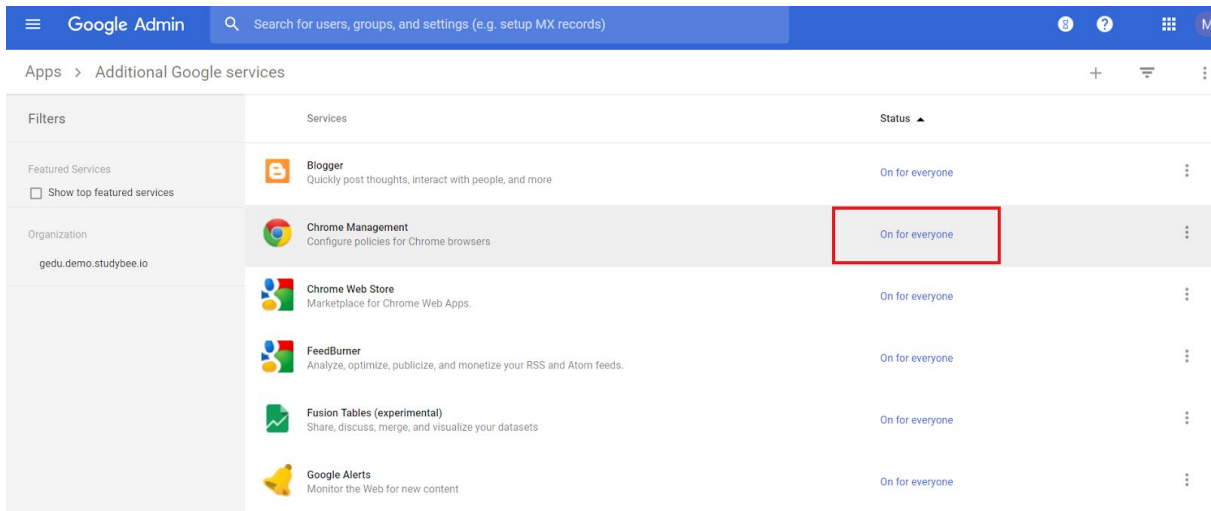 Google Admin
Search for users, groups, and settings (e.g. setup MX records)
8
?
M
Apps > Additional Google services
Filters
Services
Status
Featured Services
Show top featured services
Organization
gedu.demo.studybee.io
Blogger
Quickly post thoughts, interact with people, and more
On for everyone
Chrome Management
Configure policies for Chrome browsers
On for everyone
Chrome Web Store
Marketplace for Chrome Web Apps.
On for everyone
FeedBurner
Analyze, optimize, publicize, and monetize your RSS and Atom feeds.
On for everyone
Fusion Tables (experimental)
Share, discuss, merge, and visualize your datasets
On for everyone
Google Alerts
Monitor the Web for new content
On for everyone